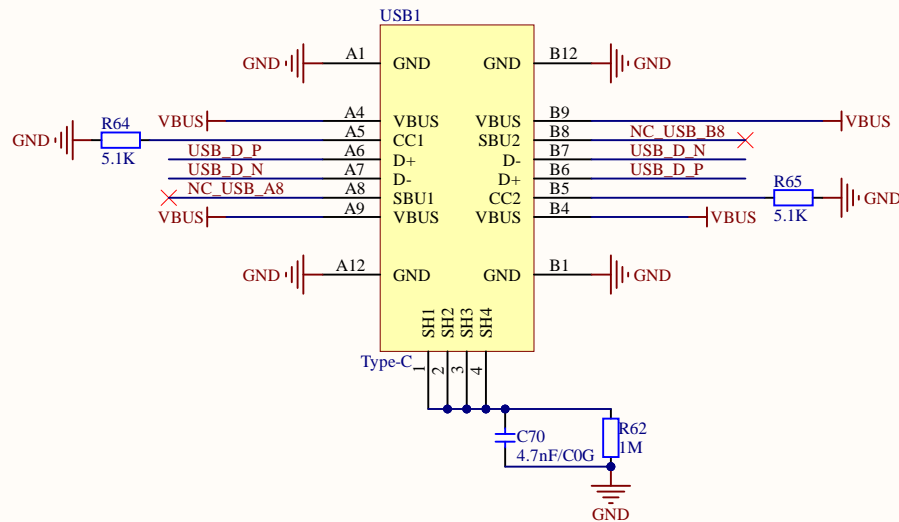 USB1
GND A1 GND GND B12 GND
VBUS A4 VBUS VBUS B9 VBUS
GND R64 5.1K A5 CC1 SBU2 B8 NC_USB_B8
USB_D_P A6 D+ D- B7 USB_D_N
USB_D_N A7 D- D+ B6 USB_D_P
NC_USB_A8 A8 SBU1 CC2 B5 R65 5.1K GND
VBUS A9 VBUS VBUS B4 VBUS
GND A12 GND GND B1 GND
SH1 SH2 SH3 SH4
Type-C 1 2 3 4
C70
4.7nF/C0G
R62
1M
GND